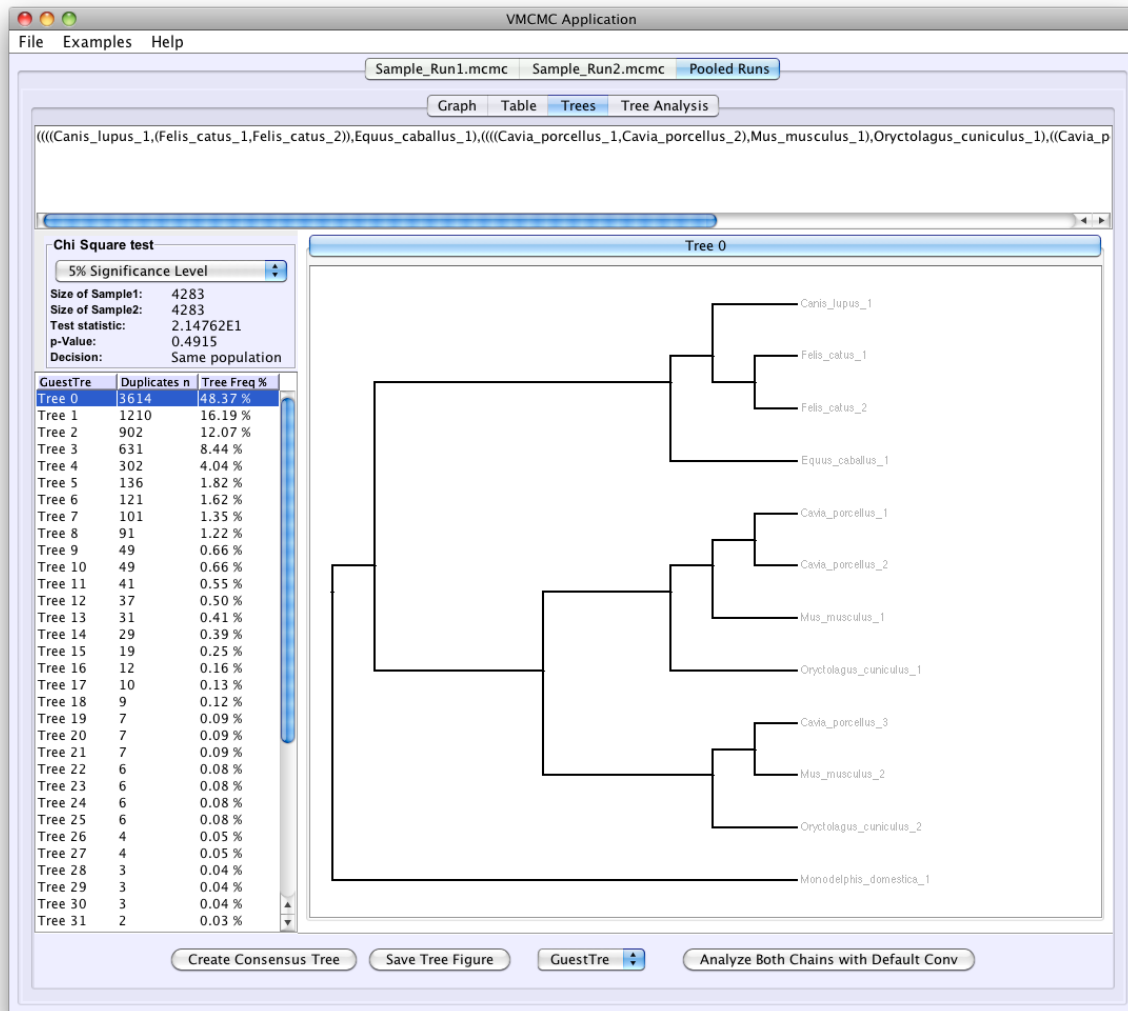 VMCMC Application
File Examples Help
Sample_Run1.mcmc Sample_Run2.mcmc Pooled Runs
Graph Table Trees Tree Analysis
((((Canis_lupus_1,(Felis_catus_1,Felis_catus_2)),Equus_caballus_1),((((Cavia_porcellus_1,Cavia_porcellus_2),Mus_musculus_1),Oryctolagus_cuniculus_1),((Cavia_p
Chi Square test
5% Significance Level
Size of Sample1: 4283
Size of Sample2: 4283
Test statistic: 2.14762E1
p-Value: 0.4915
Decision: Same population
GuestTre Duplicates n Tree Freq %
Tree 0 3614 48.37 %
Tree 1 1210 16.19 %
Tree 2 902 12.07 %
Tree 3 631 8.44 %
Tree 4 302 4.04 %
Tree 5 136 1.82 %
Tree 6 121 1.62 %
Tree 7 101 1.35 %
Tree 8 91 1.22 %
Tree 9 49 0.66 %
Tree 10 49 0.66 %
Tree 11 41 0.55 %
Tree 12 37 0.50 %
Tree 13 31 0.41 %
Tree 14 29 0.39 %
Tree 15 19 0.25 %
Tree 16 12 0.16 %
Tree 17 10 0.13 %
Tree 18 9 0.12 %
Tree 19 7 0.09 %
Tree 20 7 0.09 %
Tree 21 7 0.09 %
Tree 22 6 0.08 %
Tree 23 6 0.08 %
Tree 24 6 0.08 %
Tree 25 6 0.08 %
Tree 26 4 0.05 %
Tree 27 4 0.05 %
Tree 28 3 0.04 %
Tree 29 3 0.04 %
Tree 30 3 0.04 %
Tree 31 2 0.03 %
Tree 0
Canis_lupus_1
Felis_catus_1
Felis_catus_2
Equus_caballus_1
Cavia_porcellus_1
Cavia_porcellus_2
Mus_musculus_1
Oryctolagus_cuniculus_1
Cavia_porcellus_3
Mus_musculus_2
Oryctolagus_cuniculus_2
Monodelphis_domestica_1
Create Consensus Tree Save Tree Figure GuestTre Analyze Both Chains with Default Conv